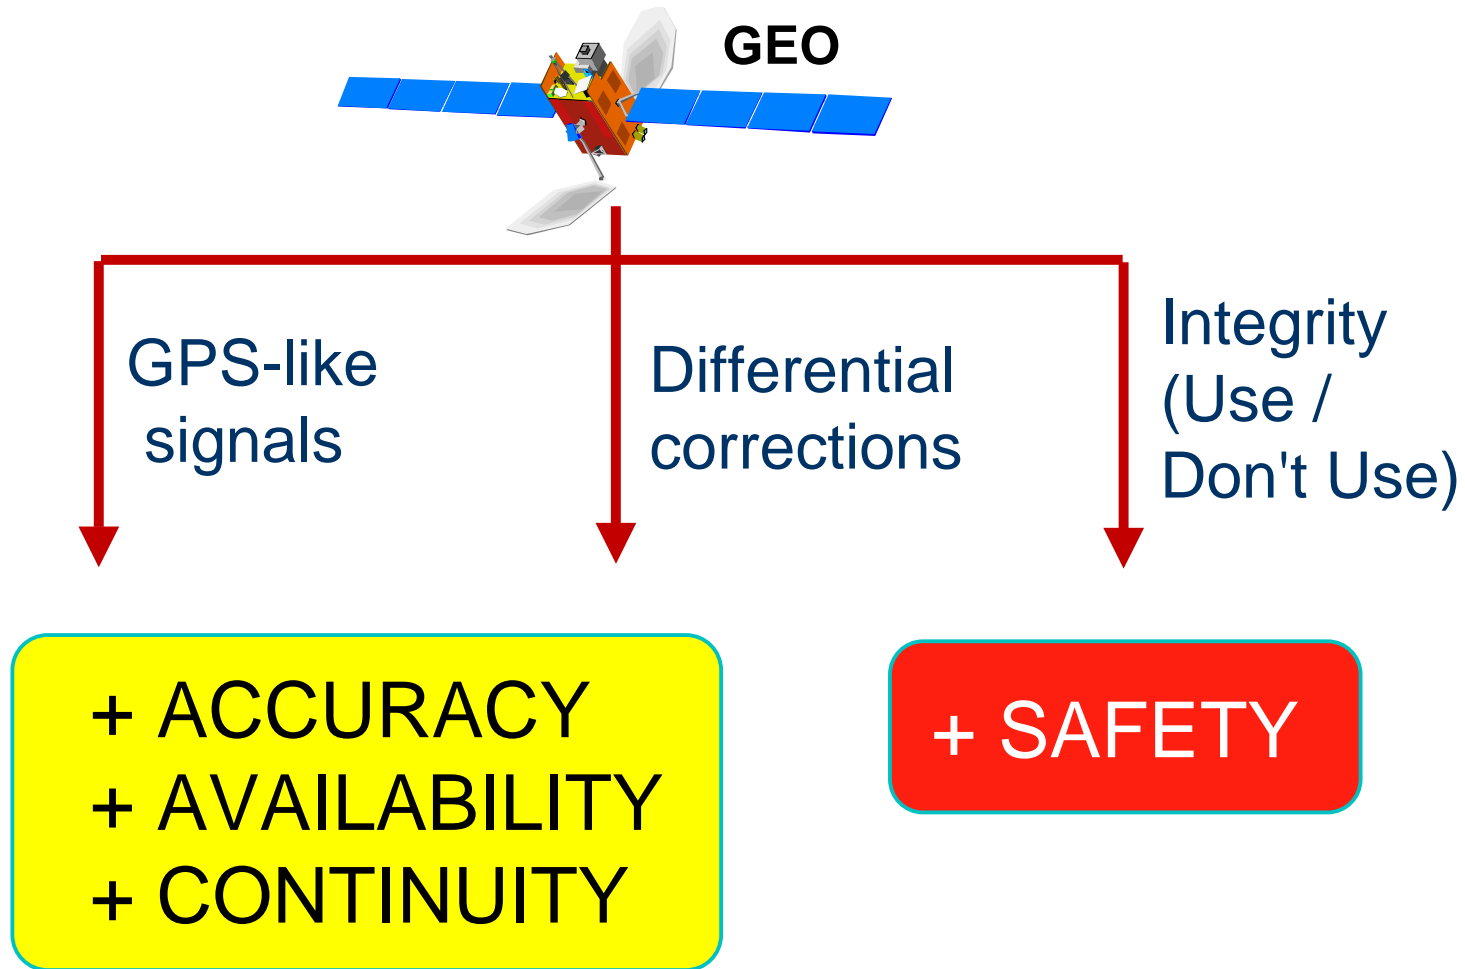 GEO
GPS-like
signals
Differential
corrections
Integrity
(Use /
Don't Use)
+ ACCURACY
+ AVAILABILITY
+ CONTINUITY
+ SAFETY